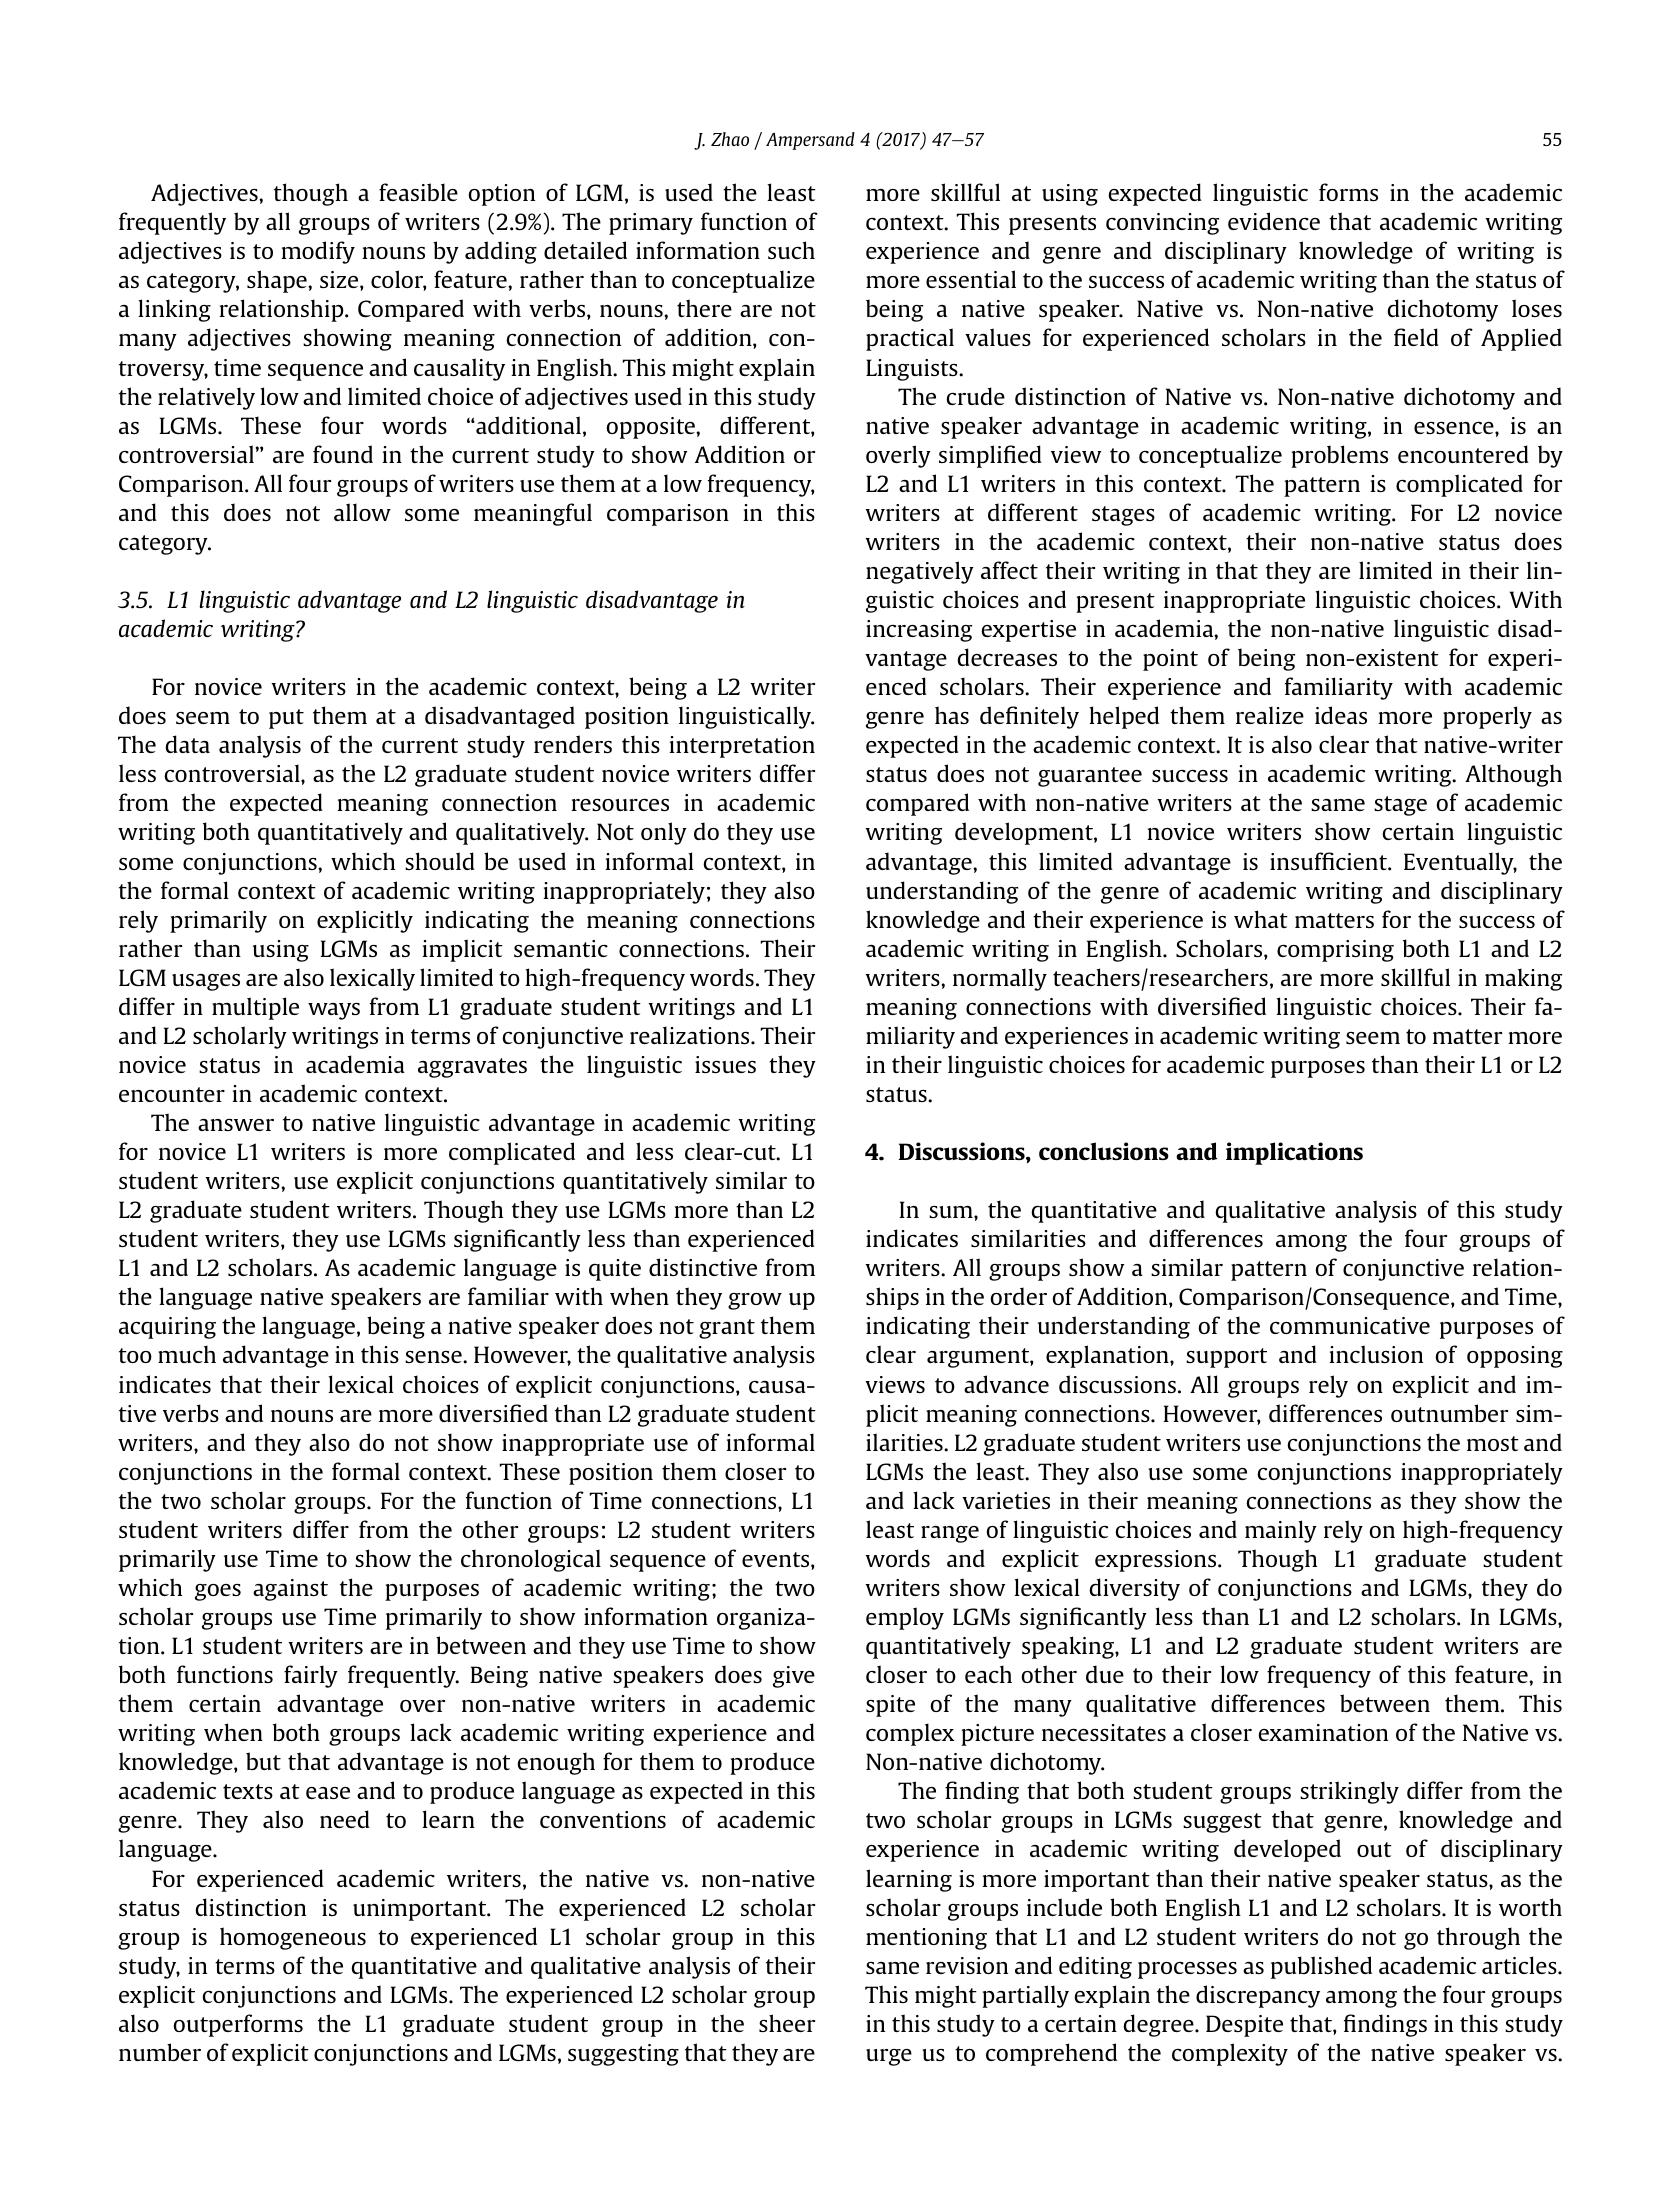 J. Zhao / Ampersand 4 (2017) 47–57
55
Adjectives, though a feasible option of LGM, is used the least
frequently by all groups of writers (2.9%). The primary function of
adjectives is to modify nouns by adding detailed information such
as category, shape, size, color, feature, rather than to conceptualize
a linking relationship. Compared with verbs, nouns, there are not
many adjectives showing meaning connection of addition, con-
troversy, time sequence and causality in English. This might explain
the relatively low and limited choice of adjectives used in this study
as LGMs. These four words “additional, opposite, different,
controversial” are found in the current study to show Addition or
Comparison. All four groups of writers use them at a low frequency,
and this does not allow some meaningful comparison in this
category.
3.5. L1 linguistic advantage and L2 linguistic disadvantage in
academic writing?
For novice writers in the academic context, being a L2 writer
does seem to put them at a disadvantaged position linguistically.
The data analysis of the current study renders this interpretation
less controversial, as the L2 graduate student novice writers differ
from the expected meaning connection resources in academic
writing both quantitatively and qualitatively. Not only do they use
some conjunctions, which should be used in informal context, in
the formal context of academic writing inappropriately; they also
rely primarily on explicitly indicating the meaning connections
rather than using LGMs as implicit semantic connections. Their
LGM usages are also lexically limited to high-frequency words. They
differ in multiple ways from L1 graduate student writings and L1
and L2 scholarly writings in terms of conjunctive realizations. Their
novice status in academia aggravates the linguistic issues they
encounter in academic context.
The answer to native linguistic advantage in academic writing
for novice L1 writers is more complicated and less clear-cut. L1
student writers, use explicit conjunctions quantitatively similar to
L2 graduate student writers. Though they use LGMs more than L2
student writers, they use LGMs significantly less than experienced
L1 and L2 scholars. As academic language is quite distinctive from
the language native speakers are familiar with when they grow up
acquiring the language, being a native speaker does not grant them
too much advantage in this sense. However, the qualitative analysis
indicates that their lexical choices of explicit conjunctions, causa-
tive verbs and nouns are more diversified than L2 graduate student
writers, and they also do not show inappropriate use of informal
conjunctions in the formal context. These position them closer to
the two scholar groups. For the function of Time connections, L1
student writers differ from the other groups: L2 student writers
primarily use Time to show the chronological sequence of events,
which goes against the purposes of academic writing; the two
scholar groups use Time primarily to show information organiza-
tion. L1 student writers are in between and they use Time to show
both functions fairly frequently. Being native speakers does give
them certain advantage over non-native writers in academic
writing when both groups lack academic writing experience and
knowledge, but that advantage is not enough for them to produce
academic texts at ease and to produce language as expected in this
genre. They also need to learn the conventions of academic
language.
For experienced academic writers, the native vs. non-native
status distinction is unimportant. The experienced L2 scholar
group is homogeneous to experienced L1 scholar group in this
study, in terms of the quantitative and qualitative analysis of their
explicit conjunctions and LGMs. The experienced L2 scholar group
also outperforms the L1 graduate student group in the sheer
number of explicit conjunctions and LGMs, suggesting that they are
more skillful at using expected linguistic forms in the academic
context. This presents convincing evidence that academic writing
experience and genre and disciplinary knowledge of writing is
more essential to the success of academic writing than the status of
being a native speaker. Native vs. Non-native dichotomy loses
practical values for experienced scholars in the field of Applied
Linguists.
The crude distinction of Native vs. Non-native dichotomy and
native speaker advantage in academic writing, in essence, is an
overly simplified view to conceptualize problems encountered by
L2 and L1 writers in this context. The pattern is complicated for
writers at different stages of academic writing. For L2 novice
writers in the academic context, their non-native status does
negatively affect their writing in that they are limited in their lin-
guistic choices and present inappropriate linguistic choices. With
increasing expertise in academia, the non-native linguistic disad-
vantage decreases to the point of being non-existent for experi-
enced scholars. Their experience and familiarity with academic
genre has definitely helped them realize ideas more properly as
expected in the academic context. It is also clear that native-writer
status does not guarantee success in academic writing. Although
compared with non-native writers at the same stage of academic
writing development, L1 novice writers show certain linguistic
advantage, this limited advantage is insufficient. Eventually, the
understanding of the genre of academic writing and disciplinary
knowledge and their experience is what matters for the success of
academic writing in English. Scholars, comprising both L1 and L2
writers, normally teachers/researchers, are more skillful in making
meaning connections with diversified linguistic choices. Their fa-
miliarity and experiences in academic writing seem to matter more
in their linguistic choices for academic purposes than their L1 or L2
status.
4. Discussions, conclusions and implications
In sum, the quantitative and qualitative analysis of this study
indicates similarities and differences among the four groups of
writers. All groups show a similar pattern of conjunctive relation-
ships in the order of Addition, Comparison/Consequence, and Time,
indicating their understanding of the communicative purposes of
clear argument, explanation, support and inclusion of opposing
views to advance discussions. All groups rely on explicit and im-
plicit meaning connections. However, differences outnumber sim-
ilarities. L2 graduate student writers use conjunctions the most and
LGMs the least. They also use some conjunctions inappropriately
and lack varieties in their meaning connections as they show the
least range of linguistic choices and mainly rely on high-frequency
words and explicit expressions. Though L1 graduate student
writers show lexical diversity of conjunctions and LGMs, they do
employ LGMs significantly less than L1 and L2 scholars. In LGMs,
quantitatively speaking, L1 and L2 graduate student writers are
closer to each other due to their low frequency of this feature, in
spite of the many qualitative differences between them. This
complex picture necessitates a closer examination of the Native vs.
Non-native dichotomy.
The finding that both student groups strikingly differ from the
two scholar groups in LGMs suggest that genre, knowledge and
experience in academic writing developed out of disciplinary
learning is more important than their native speaker status, as the
scholar groups include both English L1 and L2 scholars. It is worth
mentioning that L1 and L2 student writers do not go through the
same revision and editing processes as published academic articles.
This might partially explain the discrepancy among the four groups
in this study to a certain degree. Despite that, findings in this study
urge us to comprehend the complexity of the native speaker vs.